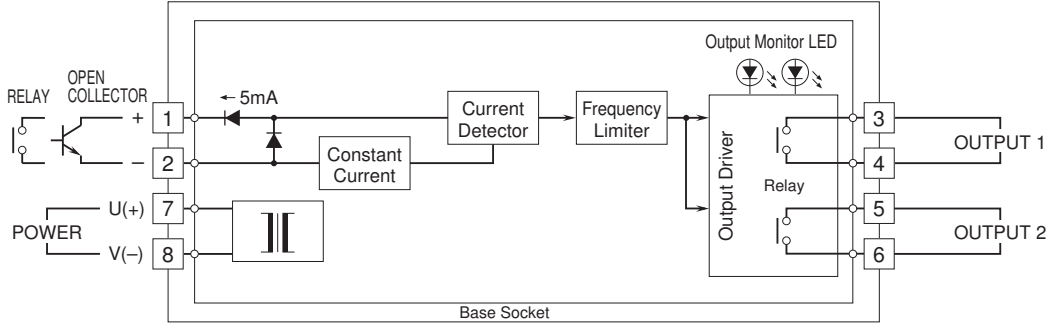 Output Monitor LED
OPEN
COLLECTOR
RELAY
← 5mA
+
1
Current
Detector
Frequency
Limiter
3
OUTPUT 1
–
2
Constant
Current
4
Output Driver
Relay
U(+)
7
5
POWER
OUTPUT 2
V(–)
8
6
Base Socket